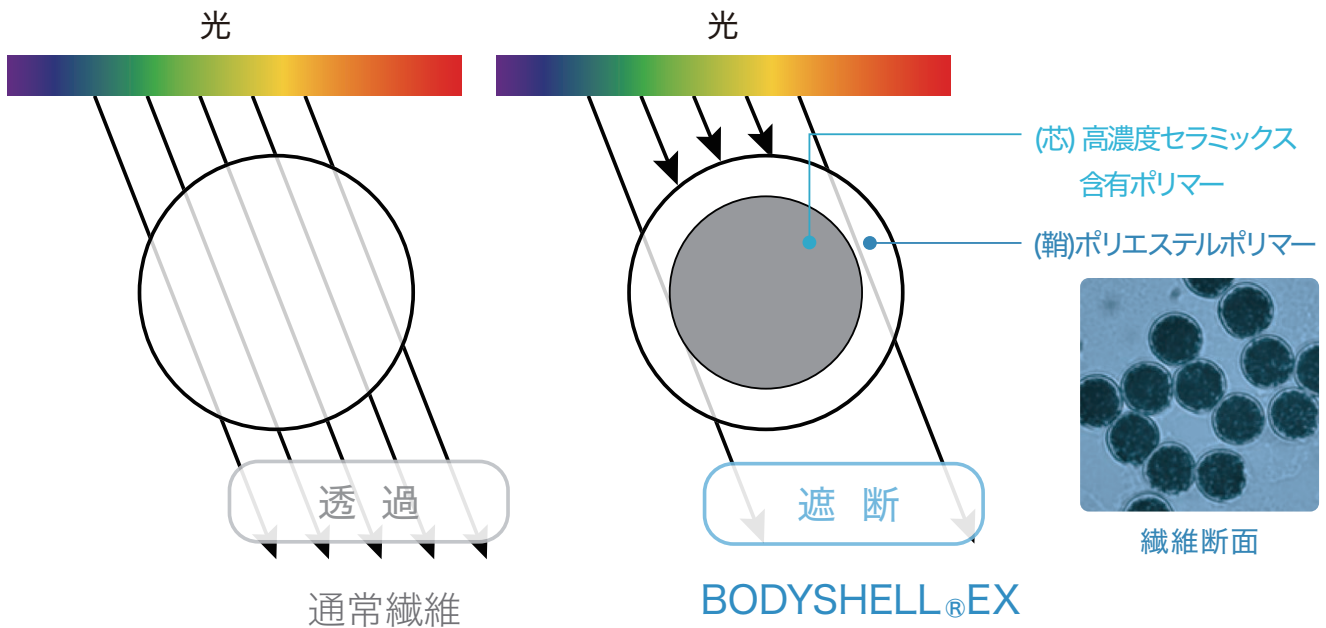 光
光
(芯) 高濃度セラミックス
含有ポリマー
(鞘)ポリエステルポリマー
透過
遮断
繊維断面
通常繊維
BODYSHELL®EX